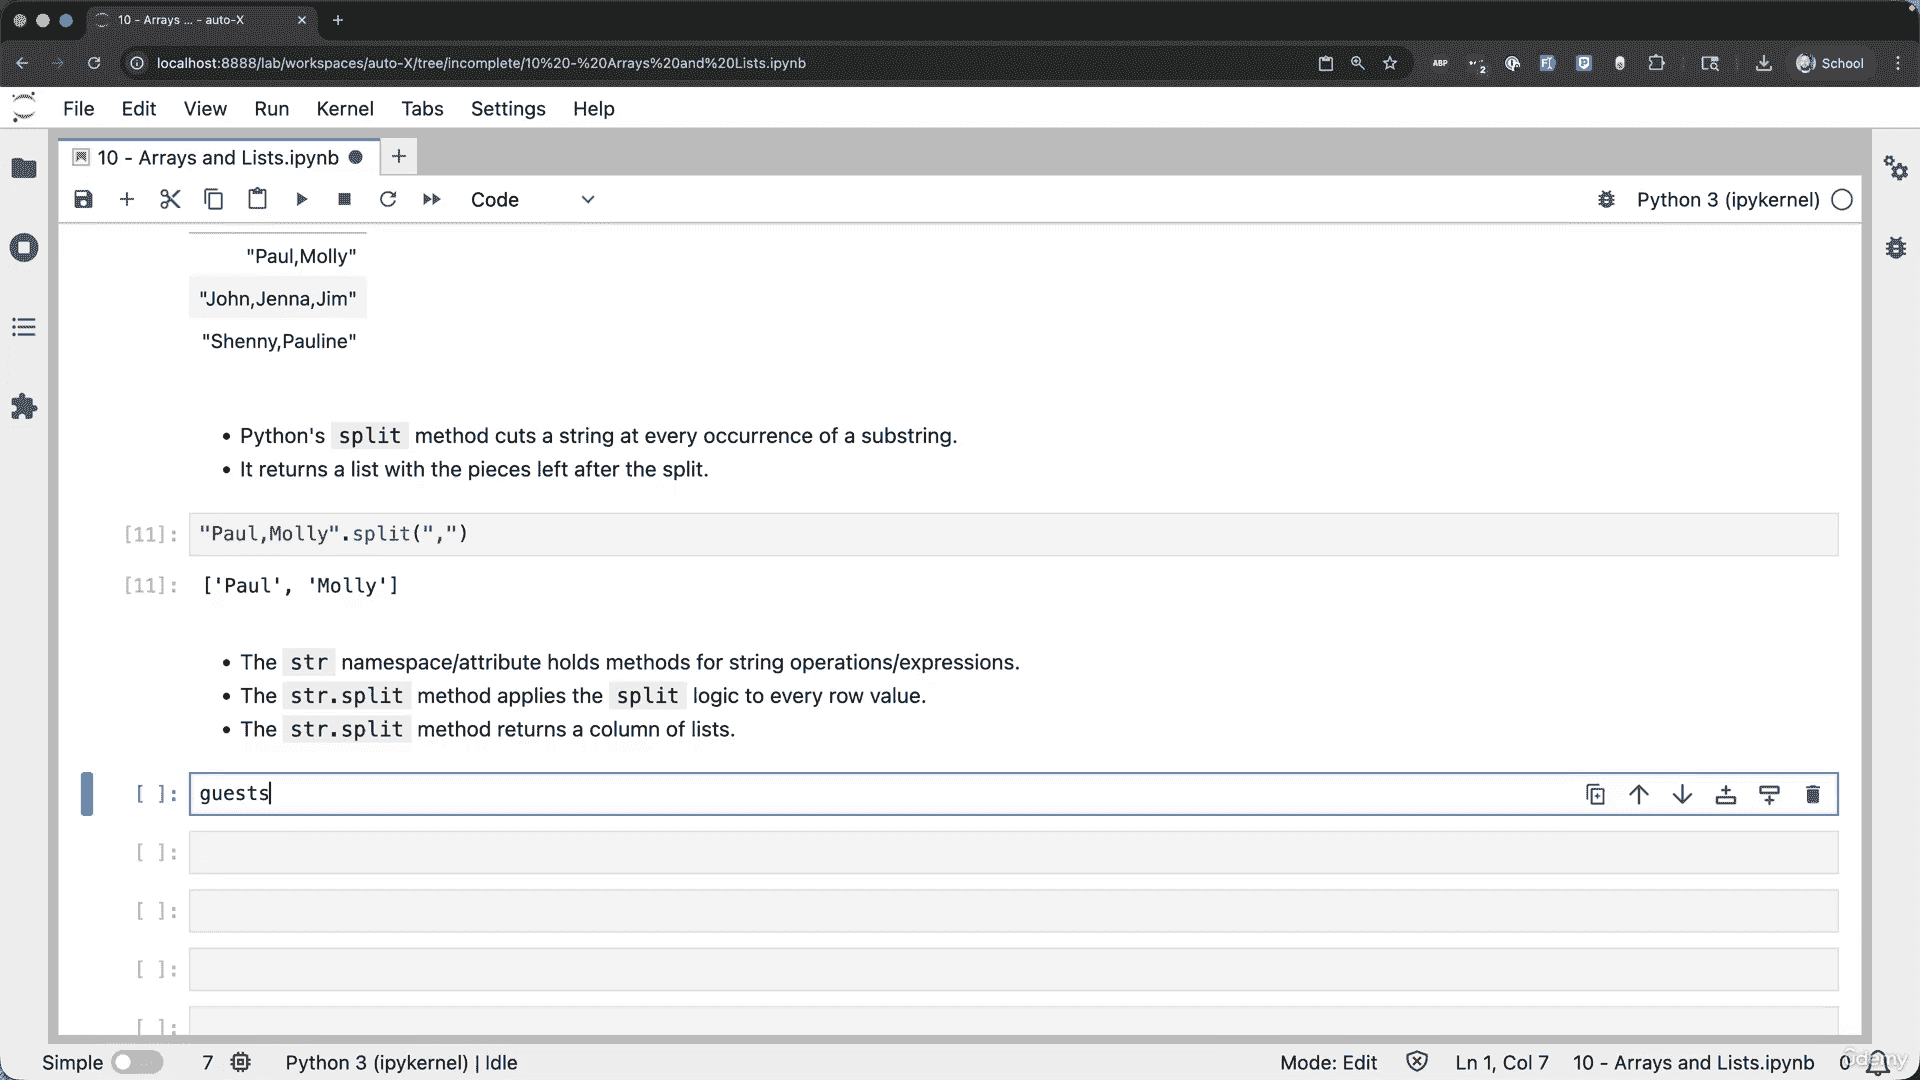 10 - Arrays ... - auto-X
localhost:8888/lab/workspaces/auto-X/tree/incomplete/10%20-%20Arrays%20and%20Lists.ipynb
ABP
2
School
File Edit View Run Kernel Tabs Settings Help
10 - Arrays and Lists.ipynb
Code
Python 3 (ipykernel)
"Paul,Molly"
"John,Jenna,Jim"
"Shenny,Pauline"
• Python's split method cuts a string at every occurrence of a substring.
• It returns a list with the pieces left after the split.
[11]: "Paul,Molly".split(",")
[11]: ['Paul', 'Molly']
• The str namespace/attribute holds methods for string operations/expressions.
• The str.split method applies the split logic to every row value.
• The str.split method returns a column of lists.
[ ]: guests
[ ]:
[ ]:
[ ]:
[ ]:
Simple 7 Python 3 (ipykernel) | Idle Mode: Edit Ln 1, Col 7 10 - Arrays and Lists.ipynb 0
udemy